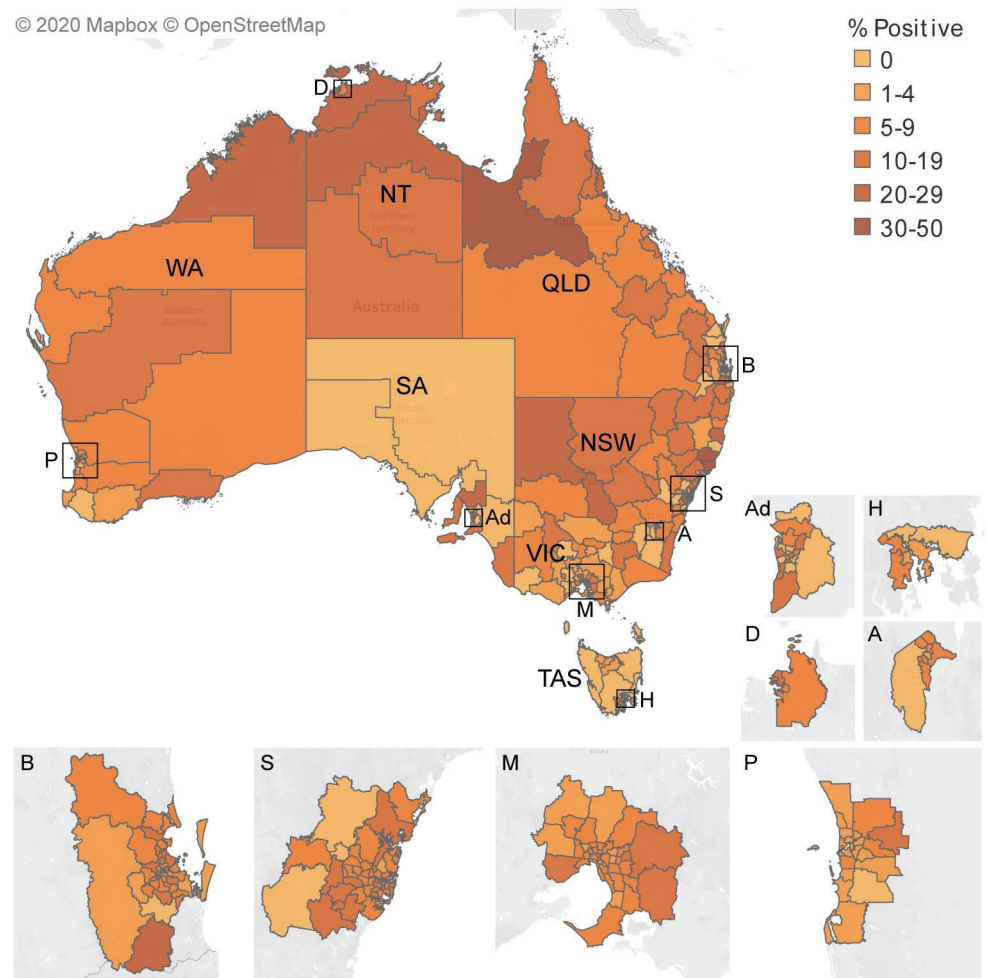 © 2020 Mapbox © OpenStreetMap
% Positive
0
1-4
5-9
10-19
20-29
30-50
D
NT
Northern
Territory
WA
QLD
Queensland
Western
Australia
Australia
B
SA
South
Australia
NSW
P
S
Ad
A
VIC
M
TAS
H
Ad
H
D
A
B
S
M
Victoria
P